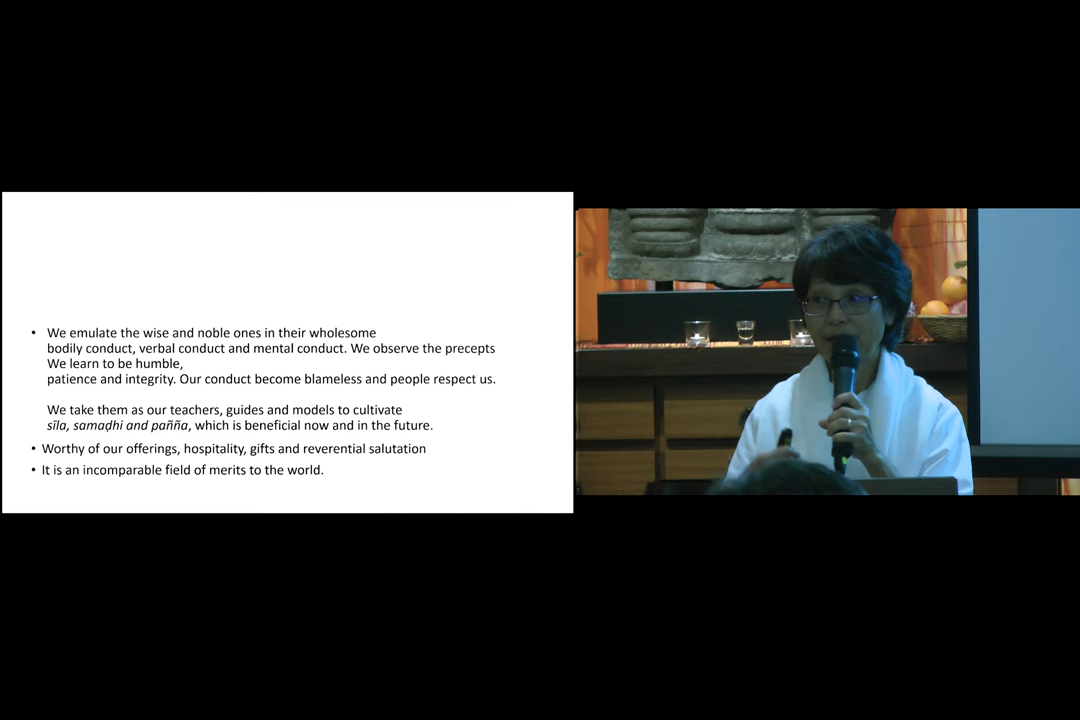 • We emulate the wise and noble ones in their wholesome
bodily conduct, verbal conduct and mental conduct. We observe the precepts
We learn to be humble,
patience and integrity. Our conduct become blameless and people respect us.
We take them as our teachers, guides and models to cultivate
sīla, samaḍhi and pañña, which is beneficial now and in the future.
• Worthy of our offerings, hospitality, gifts and reverential salutation
• It is an incomparable field of merits to the world.